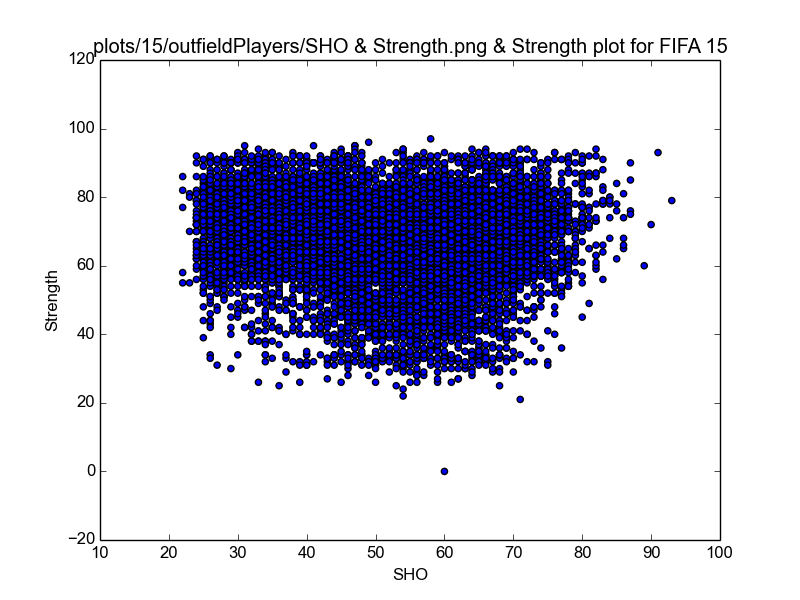 plots/15/outfieldPlayers/SHO & Strength.png & Strength plot for FIFA 15
120
100
80
60
40
20
0
−20
Strength
10 20 30 40 50 60 70 80 90 100
SHO